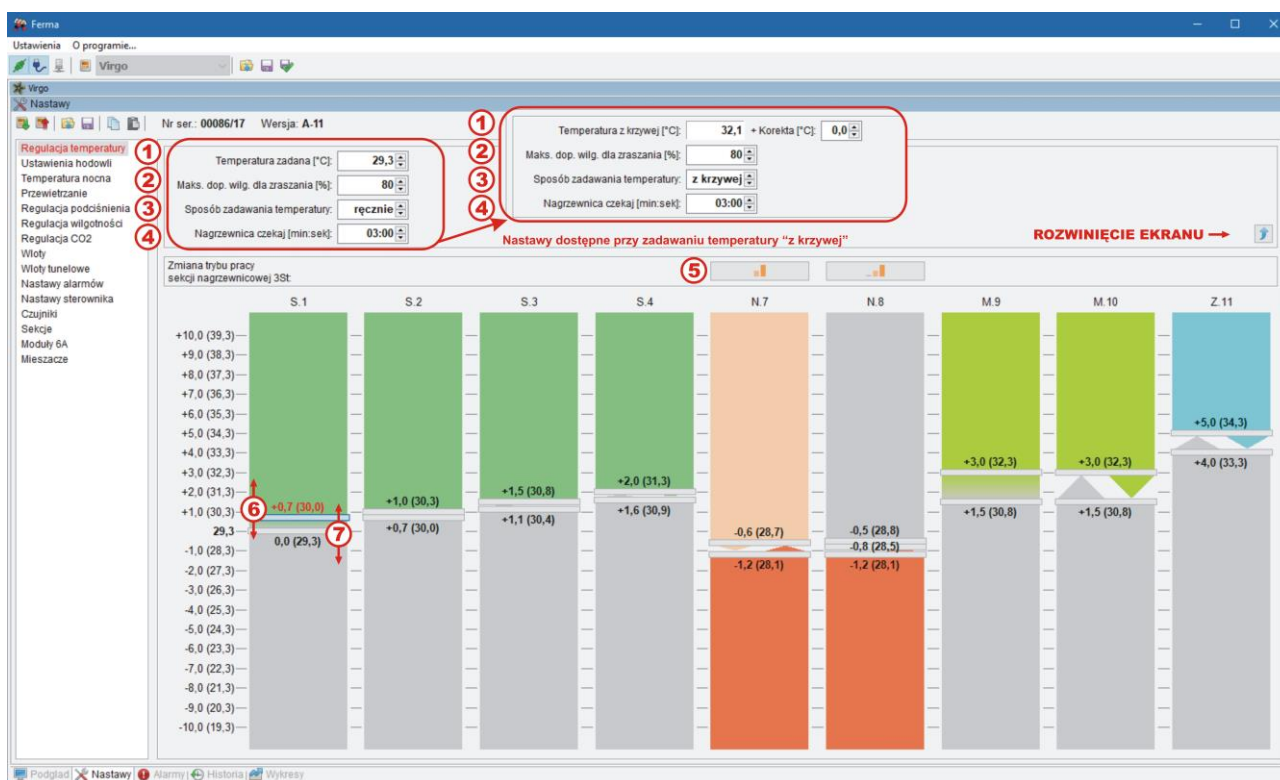 Ferma
Ustawienia O programie...
Virgo
Virgo
Nastawy
Nr ser.: 00086/17 Wersja: A-11
Regulacja temperatury
Ustawienia hodowli
Temperatura nocna
Przewietrzanie
Regulacja podciśnienia
Regulacja wilgotności
Regulacja CO2
Wloty
Wloty tunelowe
Nastawy alarmów
Nastawy sterownika
Czujniki
Sekcje
Moduły 6A
Mieszacze
1 Temperatura zadana [°C]: 29,3
2 Maks. dop. wilg. dla zraszania [%]: 80
3 Sposób zadawania temperatury: ręcznie
4 Nagrzewnica czekaj [min:sek]: 03:00
1 Temperatura z krzywej [°C]: 32,1 + Korekta [°C]: 0,0
2 Maks. dop. wilg. dla zraszania [%]: 80
3 Sposób zadawania temperatury: z krzywej
4 Nagrzewnica czekaj [min:sek]: 03:00
Nastawy dostępne przy zadawaniu temperatury "z krzywej"
ROZWINIĘCIE EKRANU
Zmiana trybu pracy
sekcji nagrzewnicowej 3St:
5
S.1 S.2 S.3 S.4 N.7 N.8 M.9 M.10 Z.11
+10,0 (39,3)
+9,0 (38,3)
+8,0 (37,3)
+7,0 (36,3)
+6,0 (35,3)
+5,0 (34,3)
+4,0 (33,3)
+3,0 (32,3)
+2,0 (31,3)
+1,0 (30,3)
29,3
-1,0 (28,3)
-2,0 (27,3)
-3,0 (26,3)
-4,0 (25,3)
-5,0 (24,3)
-6,0 (23,3)
-7,0 (22,3)
-8,0 (21,3)
-9,0 (20,3)
-10,0 (19,3)
6
+0,7 (30,0)
7
0,0 (29,3)
+1,0 (30,3)
+0,7 (30,0)
+1,5 (30,8)
+1,1 (30,4)
+2,0 (31,3)
+1,6 (30,9)
-0,6 (28,7)
-1,2 (28,1)
-0,5 (28,8)
-0,8 (28,5)
-1,2 (28,1)
+3,0 (32,3)
+1,5 (30,8)
+3,0 (32,3)
+1,5 (30,8)
+5,0 (34,3)
+4,0 (33,3)
Podgląd Nastawy Alarmy Historia Wykresy